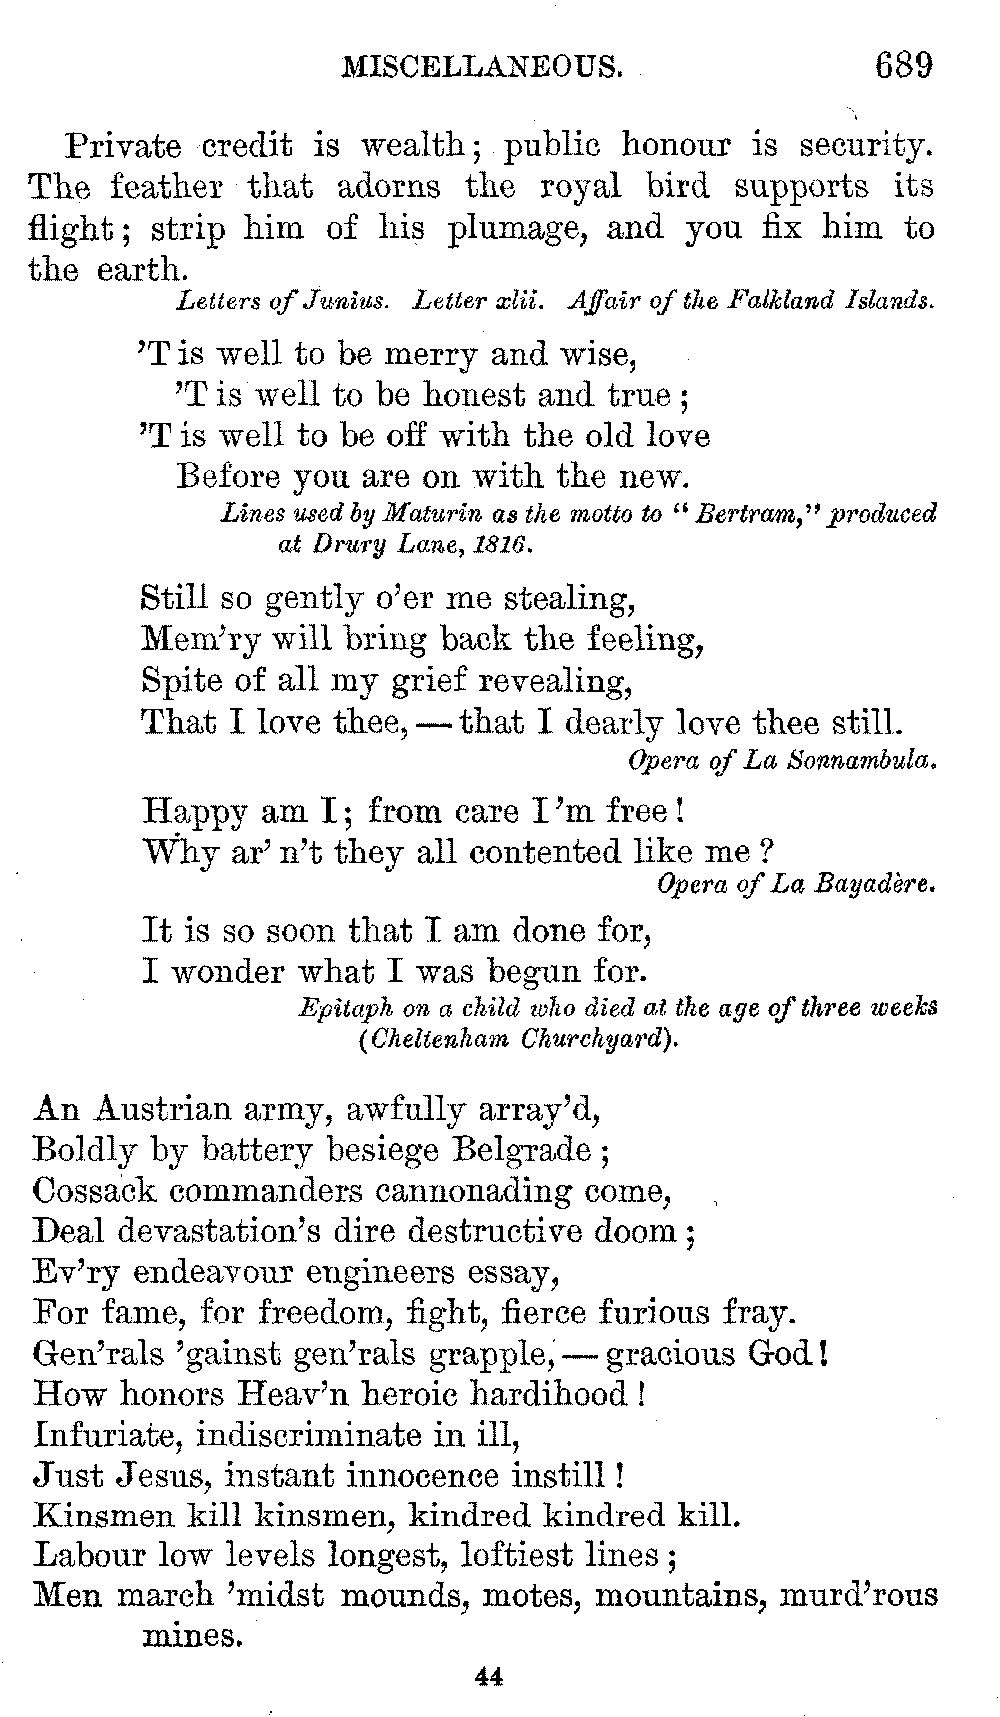 MISCELLANEOUS. 689
Private credit is wealth; public honour is security.
The feather that adorns the royal bird supports its
flight; strip him of his plumage, and you fix him to
the earth.
Letters of Junius. Letter xlii. Affair of the Falkland Islands.
'T is well to be merry and wise,
'T is well to be honest and true;
'T is well to be off with the old love
Before you are on with the new.
Lines used by Maturin as the motto to “Bertram,” produced
at Drury Lane, 1816.
Still so gently o'er me stealing,
Mem'ry will bring back the feeling,
Spite of all my grief revealing,
That I love thee, — that I dearly love thee still.
Opera of La Sonnambula.
Happy am I; from care I'm free!
Why ar' n't they all contented like me?
Opera of La Bayadère.
It is so soon that I am done for,
I wonder what I was begun for.
Epitaph on a child who died at the age of three weeks
(Cheltenham Churchyard).
An Austrian army, awfully array'd,
Boldly by battery besiege Belgrade;
Cossack commanders cannonading come,
Deal devastation's dire destructive doom;
Ev'ry endeavour engineers essay,
For fame, for freedom, fight, fierce furious fray.
Gen'rals 'gainst gen'rals grapple, — gracious God!
How honors Heav'n heroic hardihood!
Infuriate, indiscriminate in ill,
Just Jesus, instant innocence instill!
Kinsmen kill kinsmen, kindred kindred kill.
Labour low levels longest, loftiest lines;
Men march 'midst mounds, motes, mountains, murd'rous
mines.
44